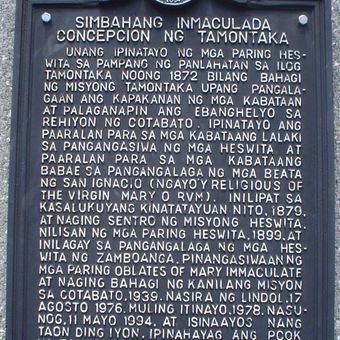 SIMBAHANG INMACULADA
CONCEPCION NG TAMONTAKA
UNANG IPINATAYO NG MGA PARING HES-
WITA SA PAMPANG NG PANLAHATAN SA ILOG
TAMONTAKA NOONG 1872 BILANG BAHAGI
NG MISYONG TAMONTAKA UPANG PANGALA-
GAAN ANG KAPAKANAN NG MGA KABATAAN
AT PALAGANAPIN ANG EBANGHELYO SA
REHIYON NG COTABATO. IPINATAYO ANG
PAARALAN PARA SA MGA KABATAANG LALAKI
SA PANGANGASIWA NG MGA HESWITA AT
PAARALAN PARA SA MGA KABATAANG
BABAE SA PANGANGALAGA NG MGA BEATA
NG SAN IGNACIO (NGAYO'Y RELIGIOUS OF
THE VIRGIN MARY O RVM). INILIPAT SA
KASALUKUYANG KINATATAYUAN NITO, 1879,
AT NAGING SENTRO NG MISYONG HESWITA.
NILISAN NG MGA PARING HESWITA, 1899, AT
INILAGAY SA PANGANGALAGA NG MGA HES-
WITA NG ZAMBOANGA. PINANGASIWAAN NG
MGA PARING OBLATES OF MARY IMMACULATE
AT NAGING BAHAGI NG KANILANG MISYON
SA COTABATO, 1939. NASIRA NG LINDOL, 17
AGOSTO 1976. MULING ITINAYO, 1978. NASU-
NOG, 11 MAYO 1994, AT ISINAAYOS NANG
TAON DING IYON. IPINAHAYAG ANG POOK